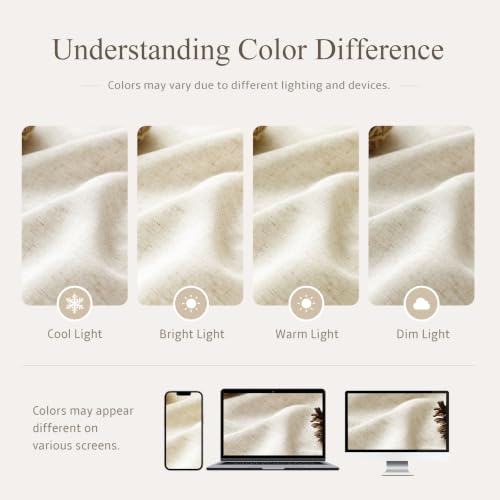 Understanding Color Difference
Colors may vary due to different lighting and devices.
Cool Light
Bright Light
Warm Light
Dim Light
Colors may appear
different on
various screens.